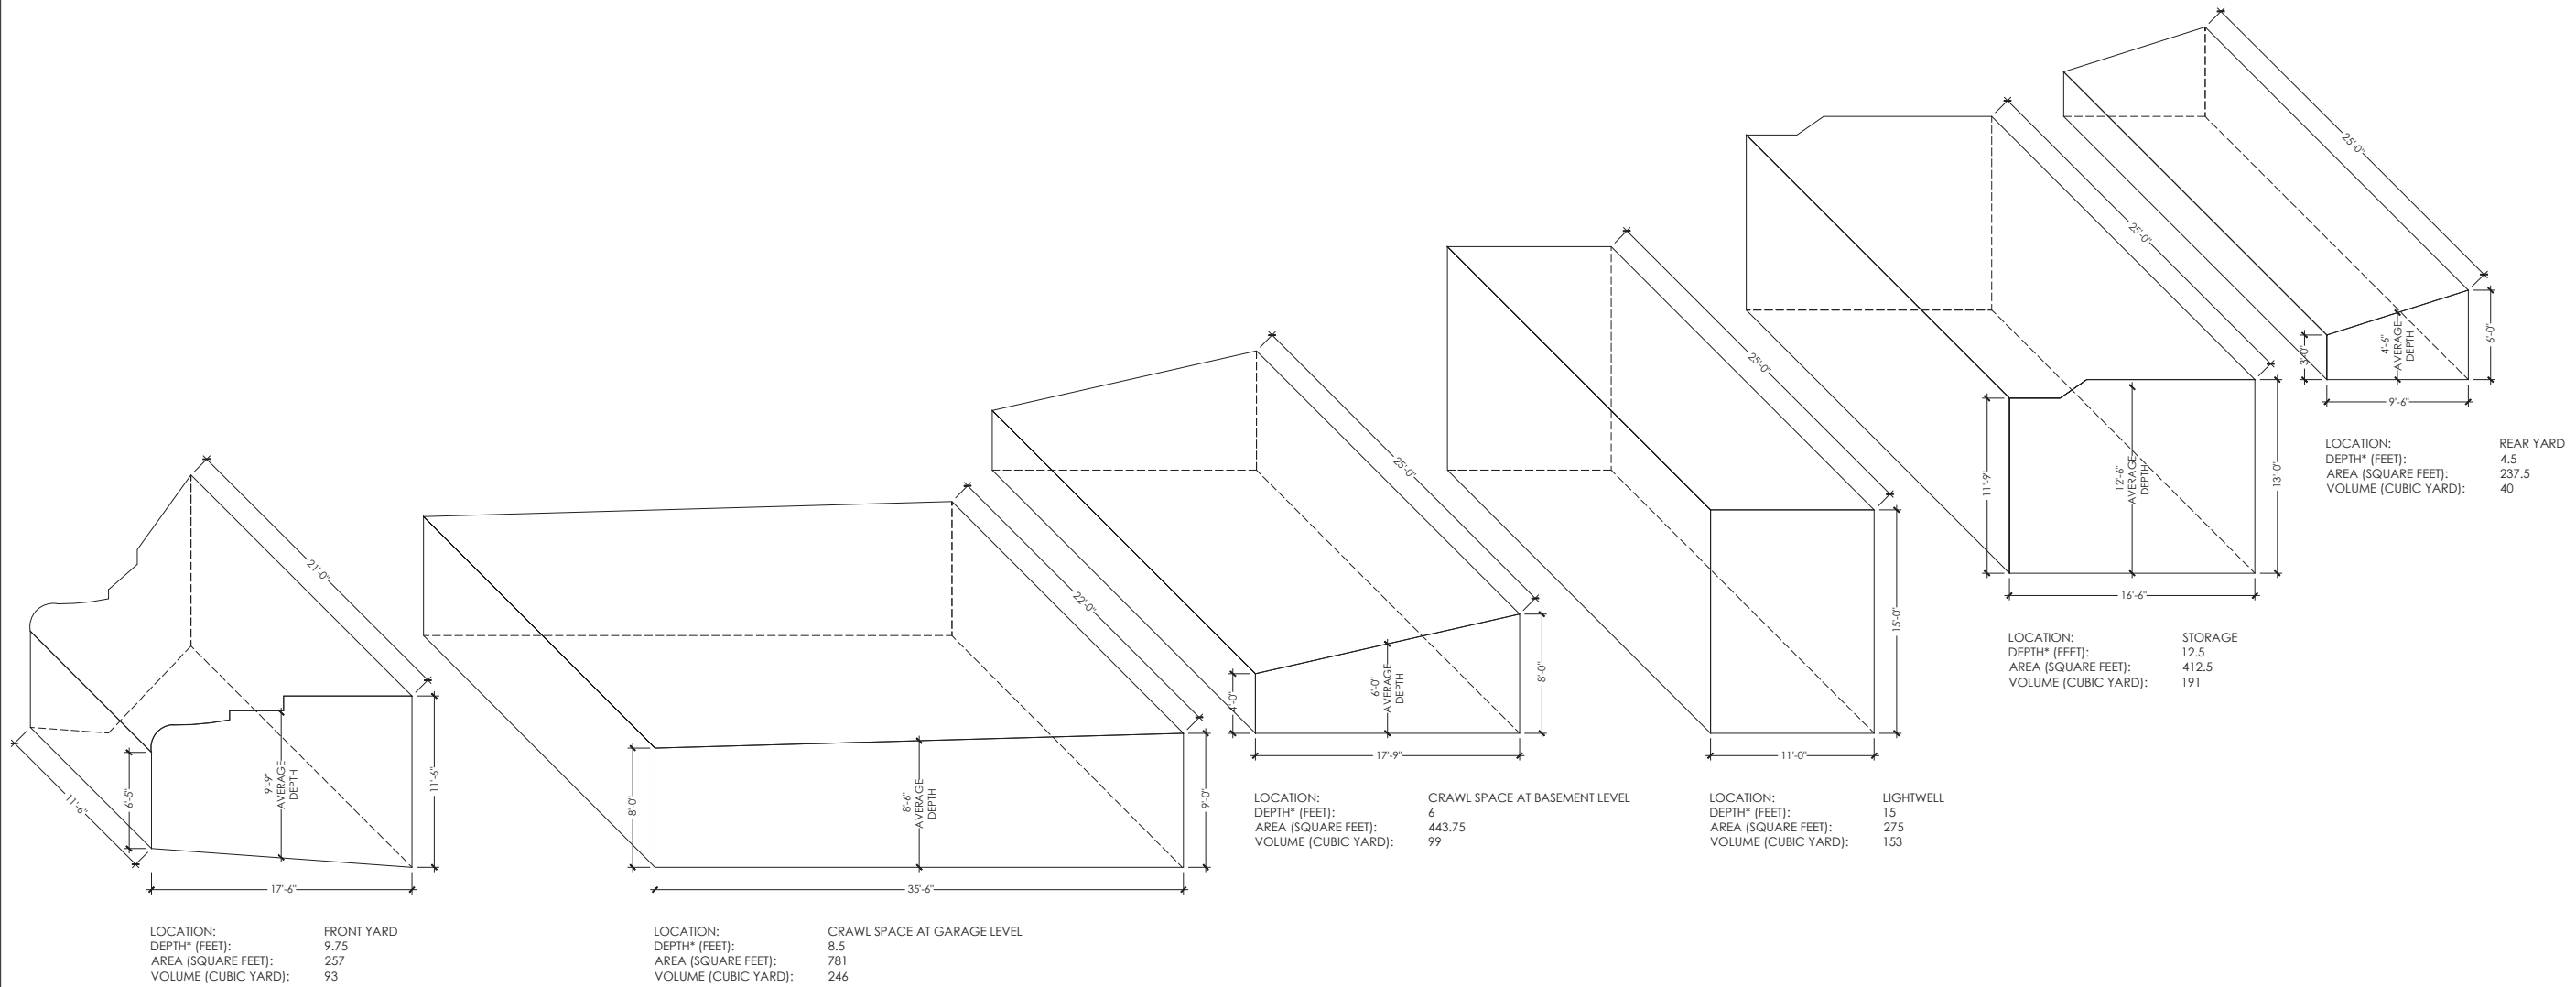 21'-0"
11'-6"
6'-5"
9'-9"
AVERAGE
DEPTH
11'-6"
17'-6"
LOCATION: FRONT YARD
DEPTH* (FEET): 9.75
AREA (SQUARE FEET): 257
VOLUME (CUBIC YARD): 93
22'-0"
8'-0"
8'-6"
AVERAGE
DEPTH
9'-0"
35'-6"
LOCATION: CRAWL SPACE AT GARAGE LEVEL
DEPTH* (FEET): 8.5
AREA (SQUARE FEET): 781
VOLUME (CUBIC YARD): 246
25'-0"
4'-0"
6'-0"
AVERAGE
DEPTH
8'-0"
17'-9"
LOCATION: CRAWL SPACE AT BASEMENT LEVEL
DEPTH* (FEET): 6
AREA (SQUARE FEET): 443.75
VOLUME (CUBIC YARD): 99
25'-0"
15'-0"
11'-0"
LOCATION: LIGHTWELL
DEPTH* (FEET): 15
AREA (SQUARE FEET): 275
VOLUME (CUBIC YARD): 153
25'-0"
11'-9"
12'-6"
AVERAGE
DEPTH
13'-0"
16'-6"
LOCATION: STORAGE
DEPTH* (FEET): 12.5
AREA (SQUARE FEET): 412.5
VOLUME (CUBIC YARD): 191
25'-0"
3'-0"
4'-6"
AVERAGE
DEPTH
6'-0"
9'-6"
LOCATION: REAR YARD
DEPTH* (FEET): 4.5
AREA (SQUARE FEET): 237.5
VOLUME (CUBIC YARD): 40